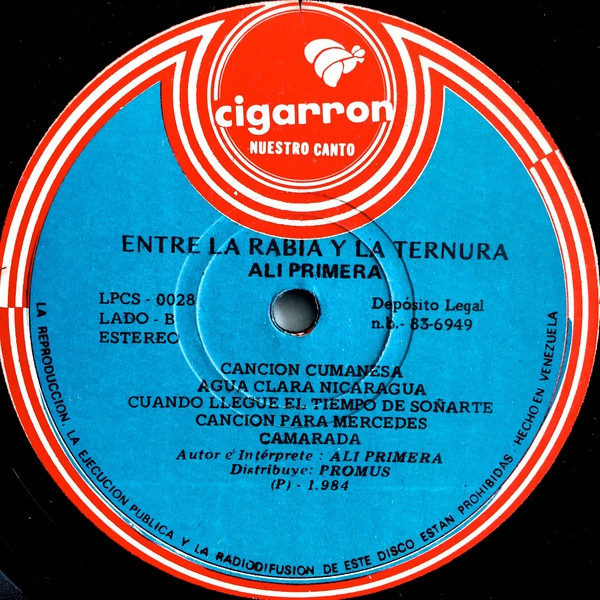 cigarron
NUESTRO CANTO
ENTRE LA RABIA Y LA TERNURA
ALI PRIMERA
LPCS - 0028
LADO - B
ESTEREO
Depósito Legal
n.b.- 83-6949
CANCION CUMANESA
AGUA CLARA NICARAGUA
CUANDO LLEGUE EL TIEMPO DE SOÑARTE
CANCION PARA MERCEDES
CAMARADA
Autor e Intérprete : ALI PRIMERA
Distribuye: PROMUS
(P) - 1.984
LA REPRODUCCION, LA EJECUCION PUBLICA Y LA RADIODIFUSION DE ESTE DISCO ESTAN PROHIBIDAS, HECHO EN VENEZUELA